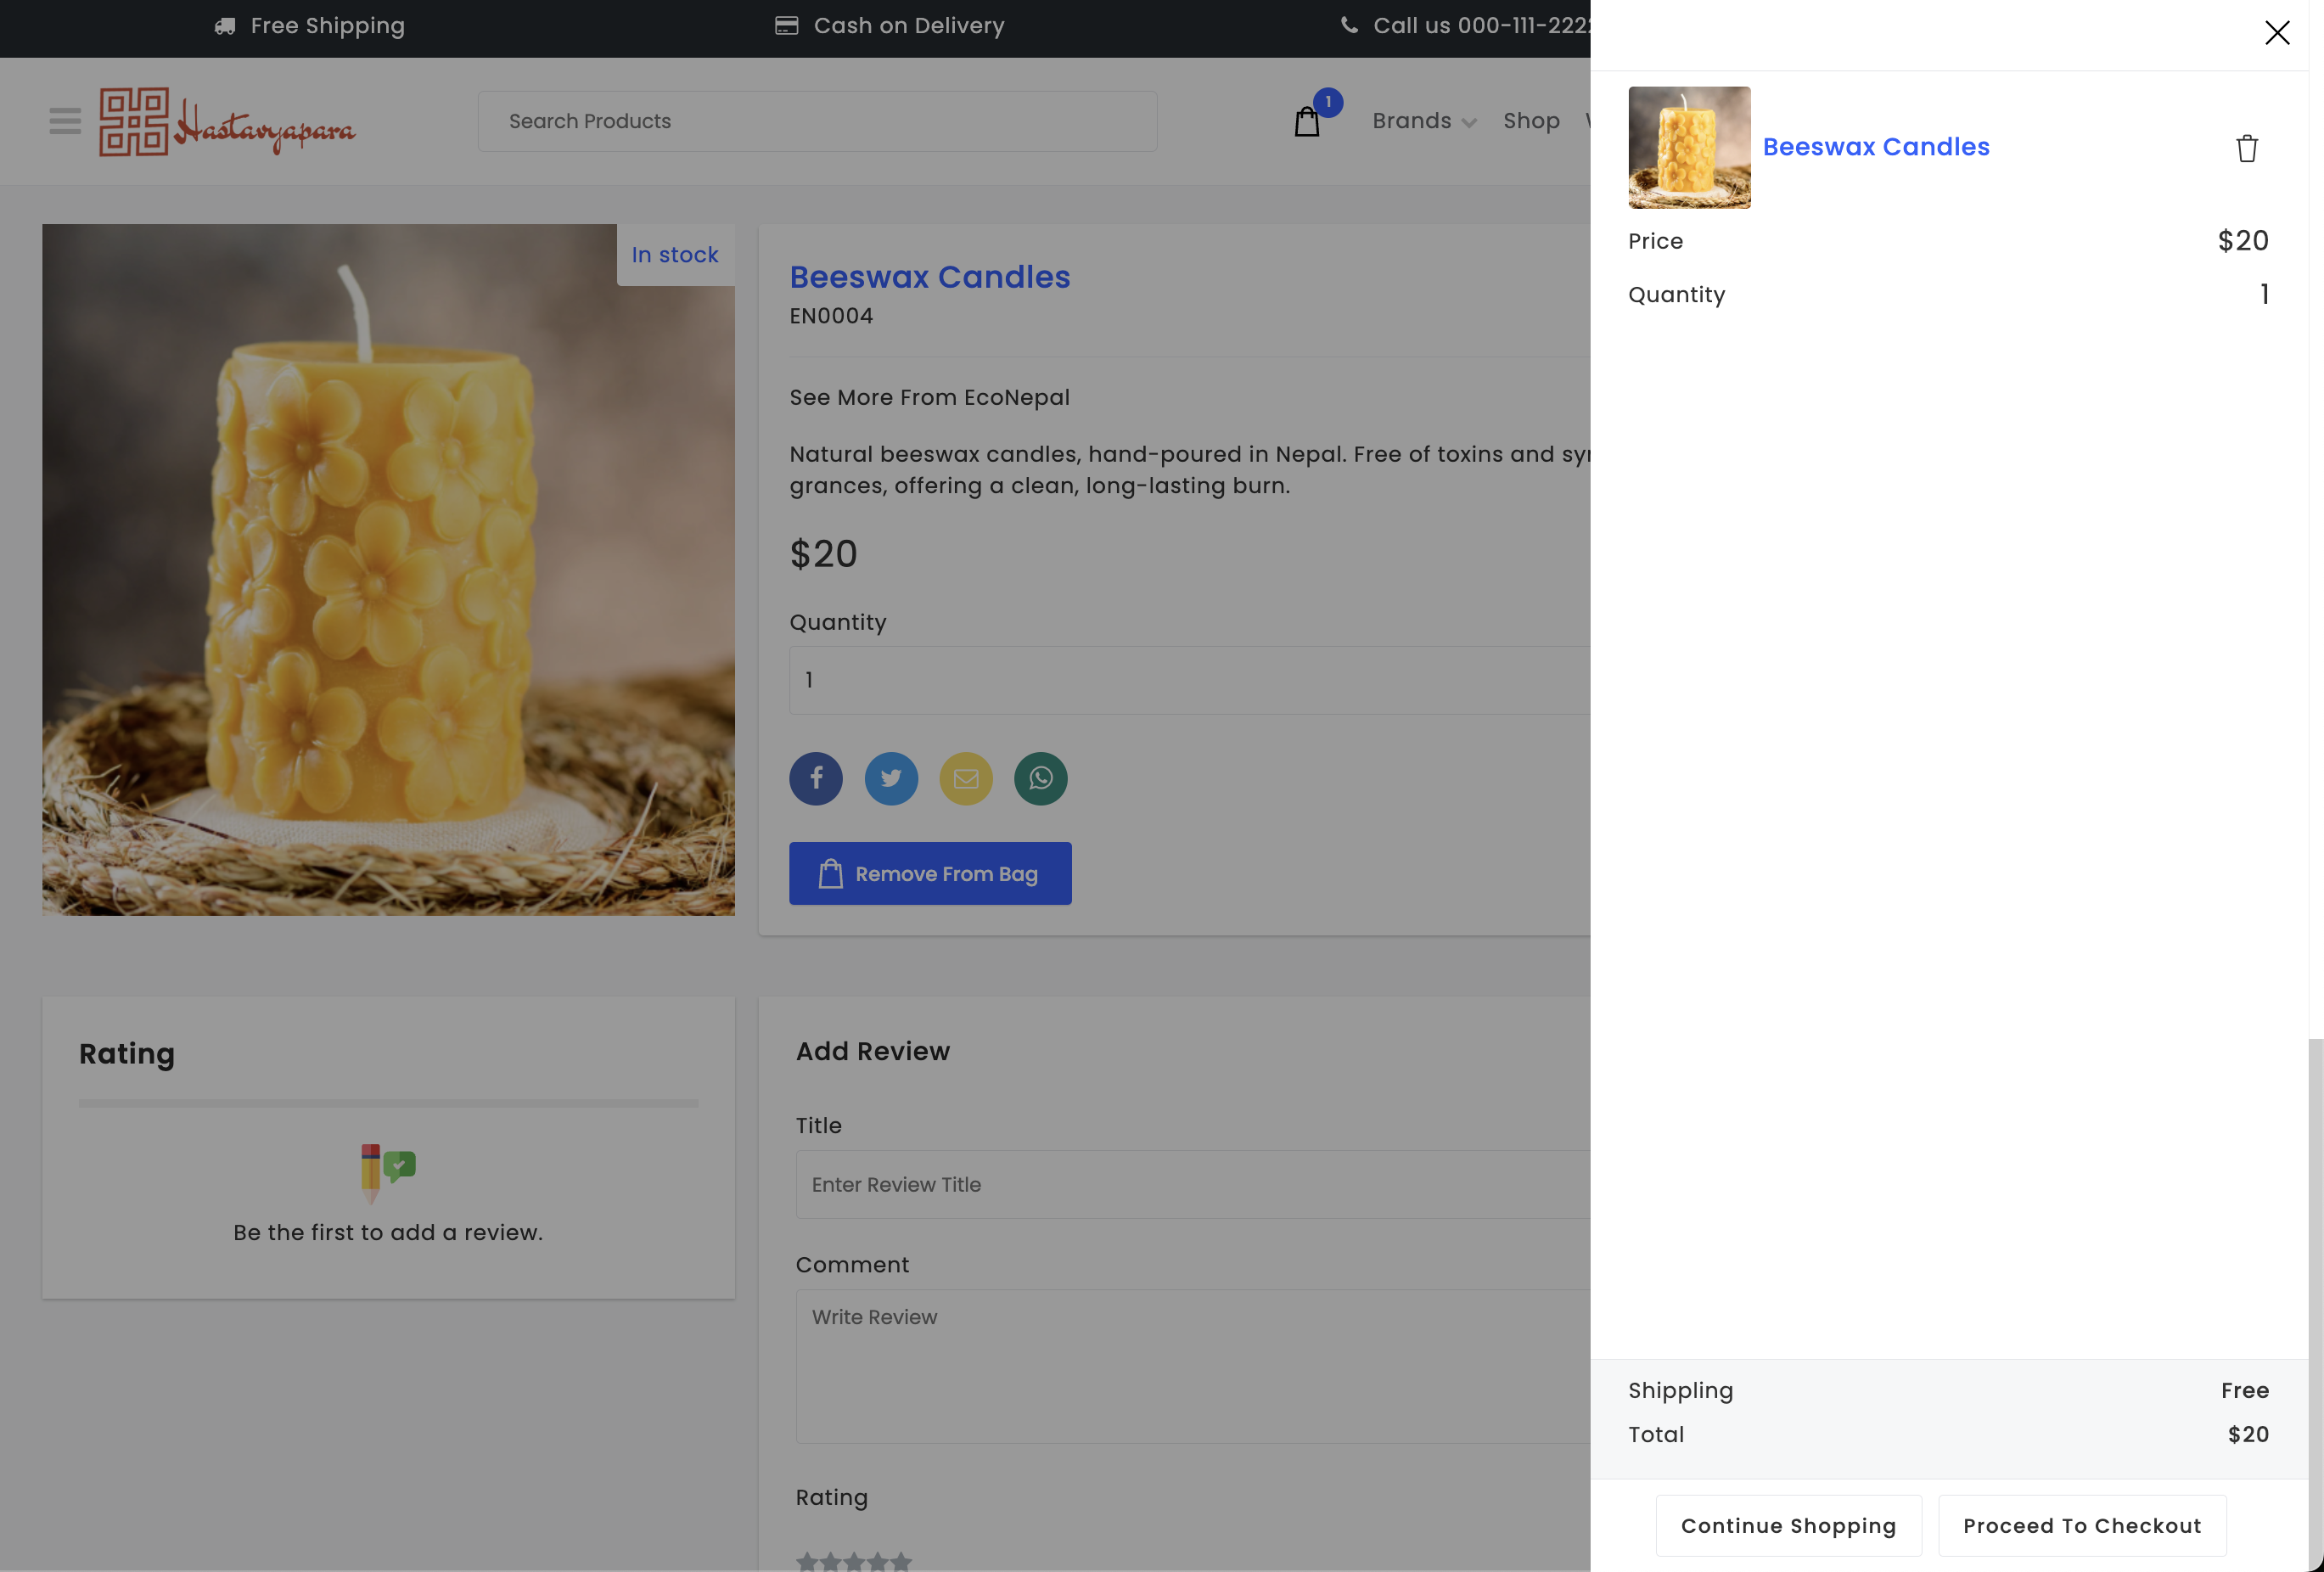 Free Shipping
Cash on Delivery
Call us 000-111-222
Hastavyapara
Search Products
1
Brands
Shop
In stock
Beeswax Candles
EN0004
See More From EcoNepal
Natural beeswax candles, hand-poured in Nepal. Free of toxins and
grances, offering a clean, long-lasting burn.
$20
Quantity
1
Remove From Bag
Rating
Be the first to add a review.
Add Review
Title
Enter Review Title
Comment
Write Review
Rating
Beeswax Candles
Price $20
Quantity 1
Shippling Free
Total $20
Continue Shopping
Proceed To Checkout